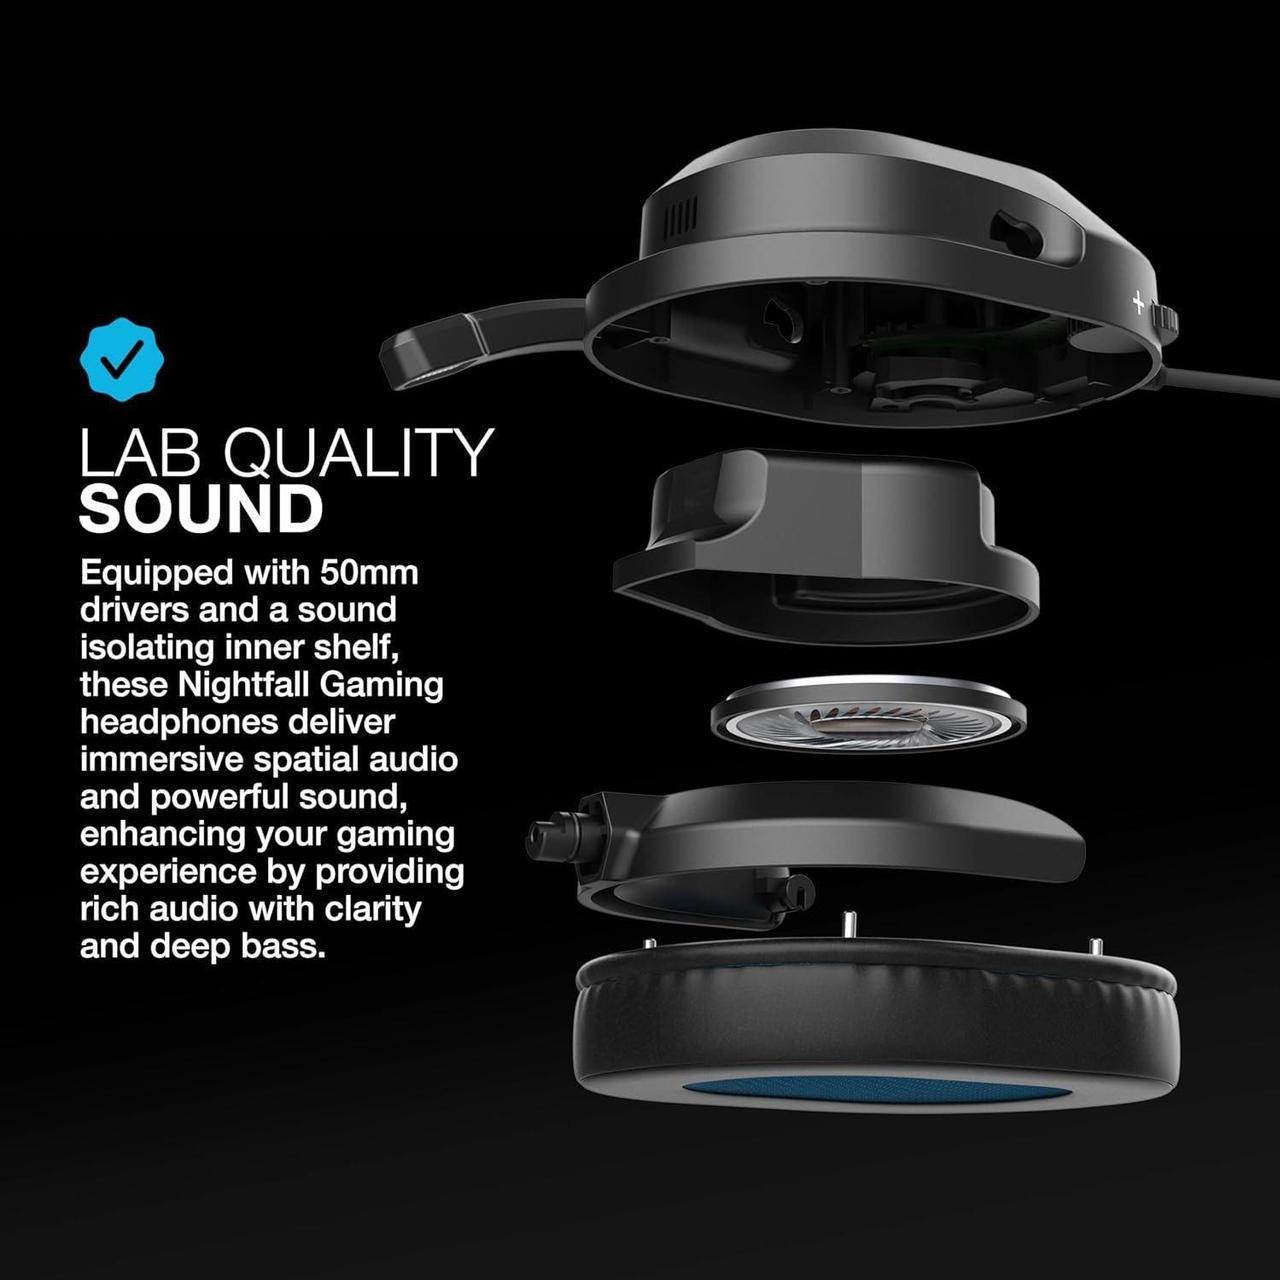 LAB QUALITY
SOUND
Equipped with 50mm
drivers and a sound
isolating inner shelf,
these Nightfall Gaming
headphones deliver
immersive spatial audio
and powerful sound,
enhancing your gaming
experience by providing
rich audio with clarity
and deep bass.
+